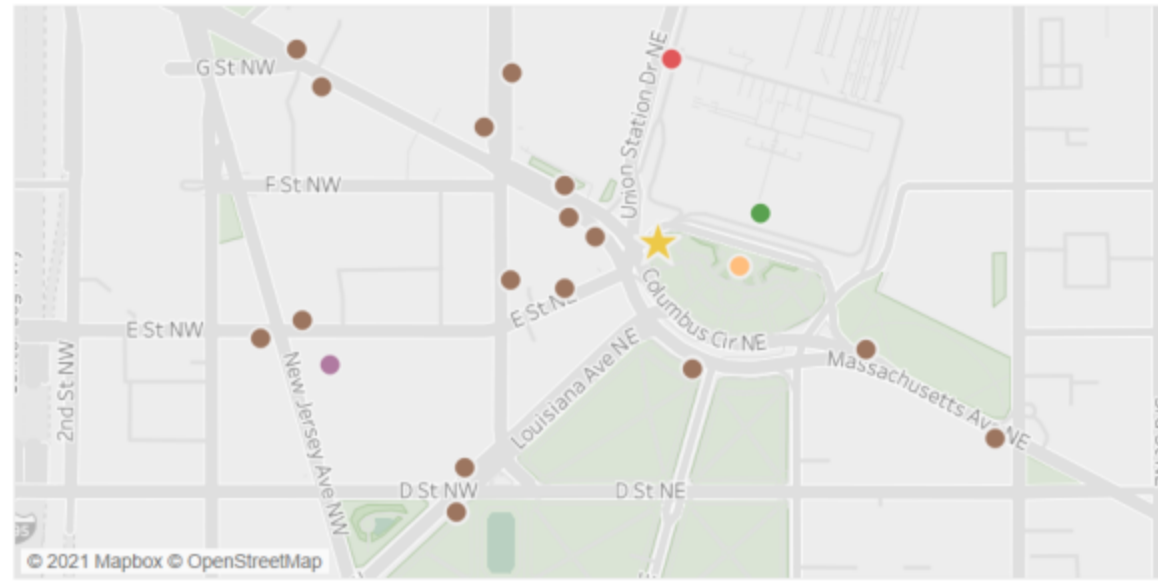 Union Station Dr NE
G St NW
F St NW
E St NE
E St NW
Columbus Cir NE
Massachusetts Ave NE
Louisiana Ave NE
2nd St NW
New Jersey Ave NW
D St NW
D St NE
95
© 2021 Mapbox © OpenStreetMap